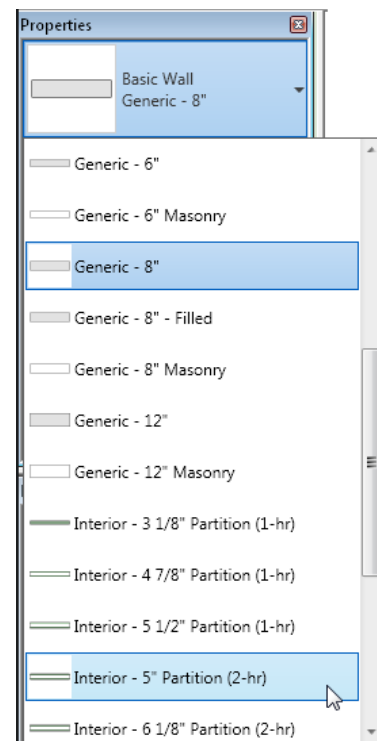 Properties
Basic Wall
Generic - 8"
Generic - 6"
Generic - 6" Masonry
Generic - 8"
Generic - 8" - Filled
Generic - 8" Masonry
Generic - 12"
Generic - 12" Masonry
Interior - 3 1/8" Partition (1-hr)
Interior - 4 7/8" Partition (1-hr)
Interior - 5 1/2" Partition (1-hr)
Interior - 5" Partition (2-hr)
Interior - 6 1/8" Partition (2-hr)